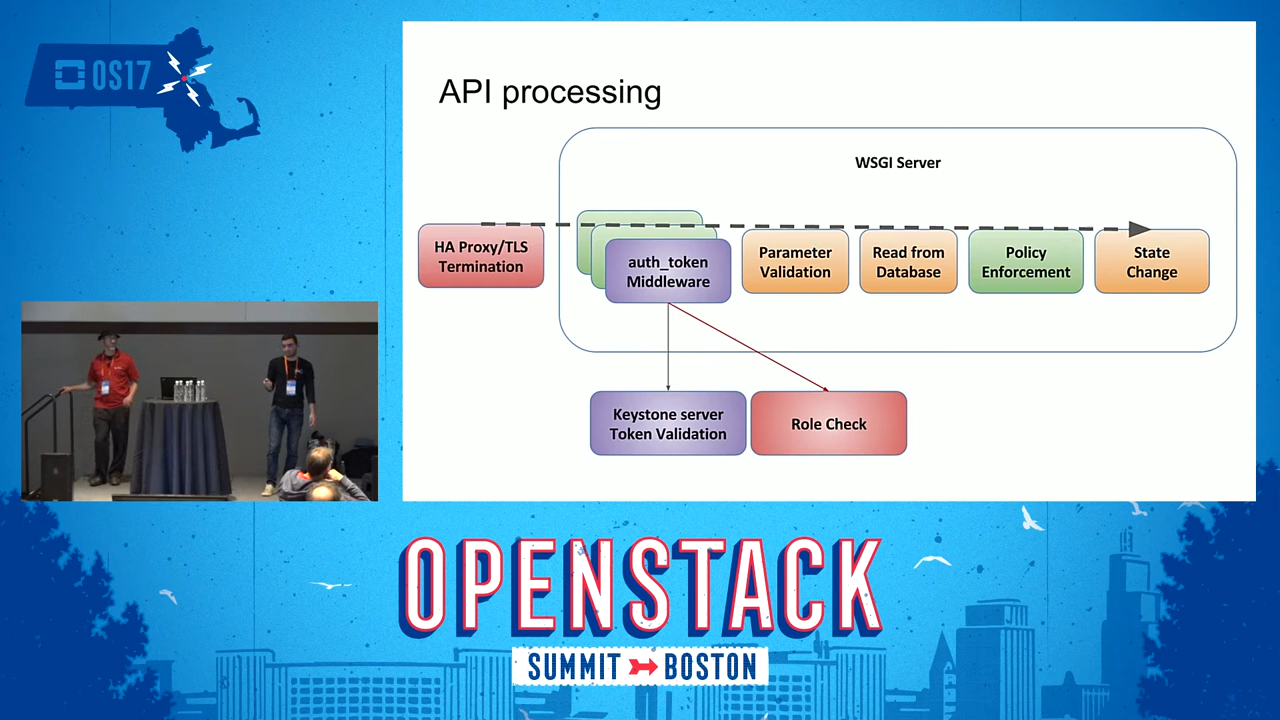 OS17
API processing
WSGI Server
HA Proxy/TLS
Termination
auth_token
Middleware
Parameter
Validation
Read from
Database
Policy
Enforcement
State
Change
Keystone server
Token Validation
Role Check
OPENSTACK
SUMMIT BOSTON